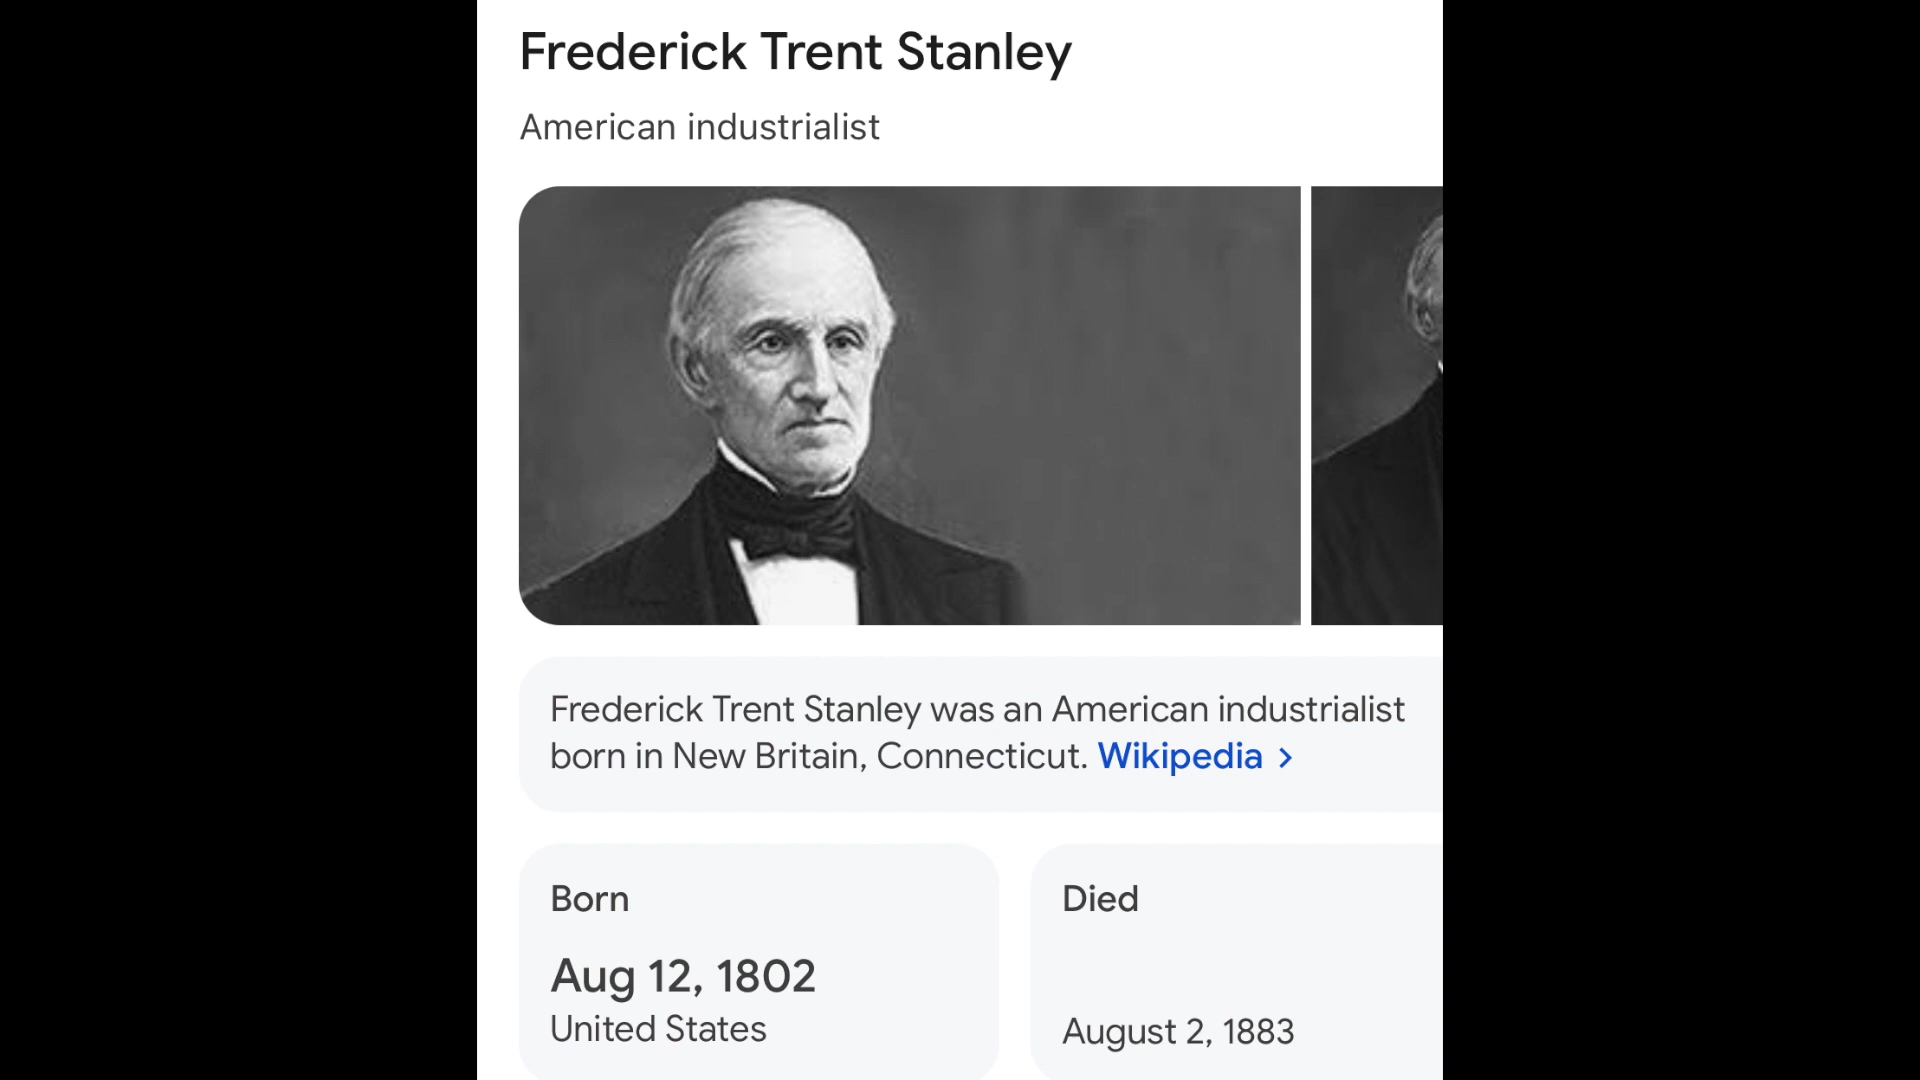 Frederick Trent Stanley
American industrialist
Frederick Trent Stanley was an American industrialist
born in New Britain, Connecticut. Wikipedia >
Born
Aug 12, 1802
United States
Died
August 2, 1883